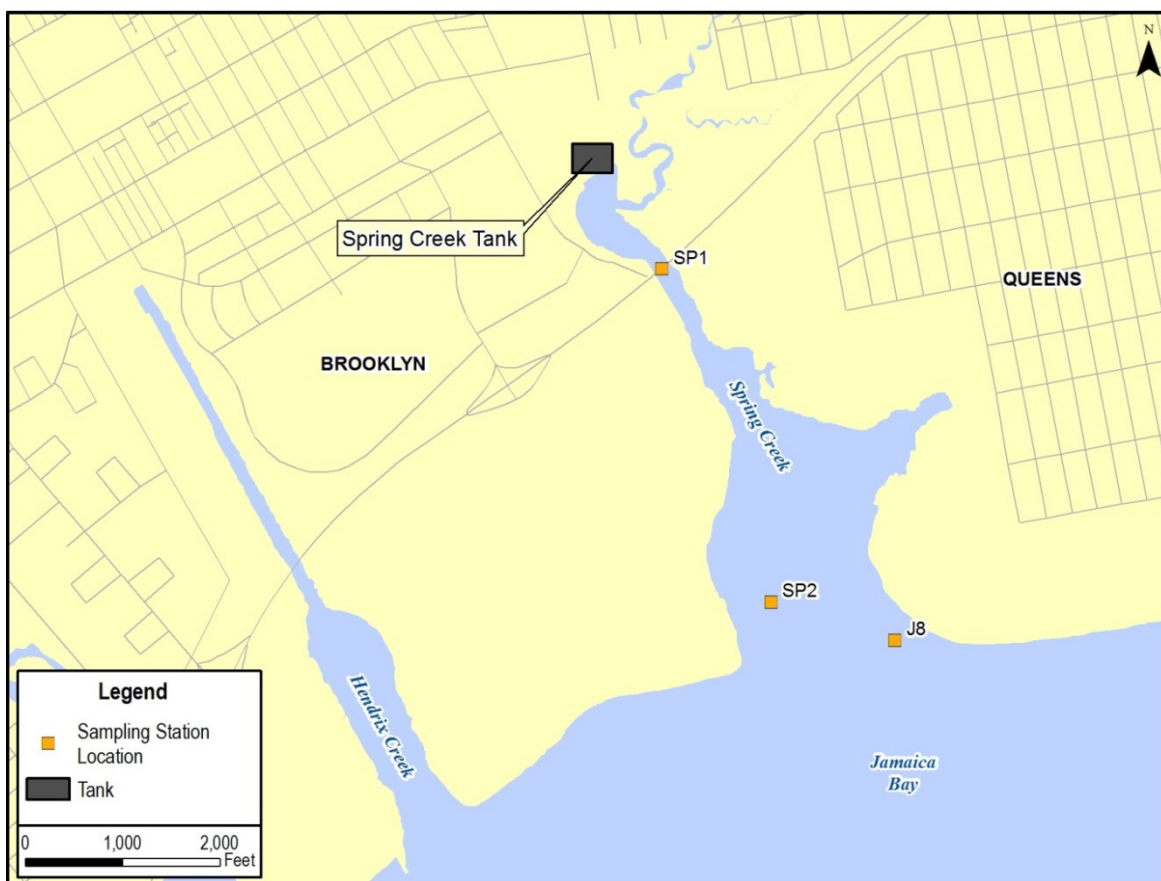 N
Spring Creek Tank
SP1
QUEENS
BROOKLYN
Spring Creek
SP2
J8
Hendrix Creek
Jamaica
Bay
Legend
Sampling Station
Location
Tank
0 1,000 2,000
Feet